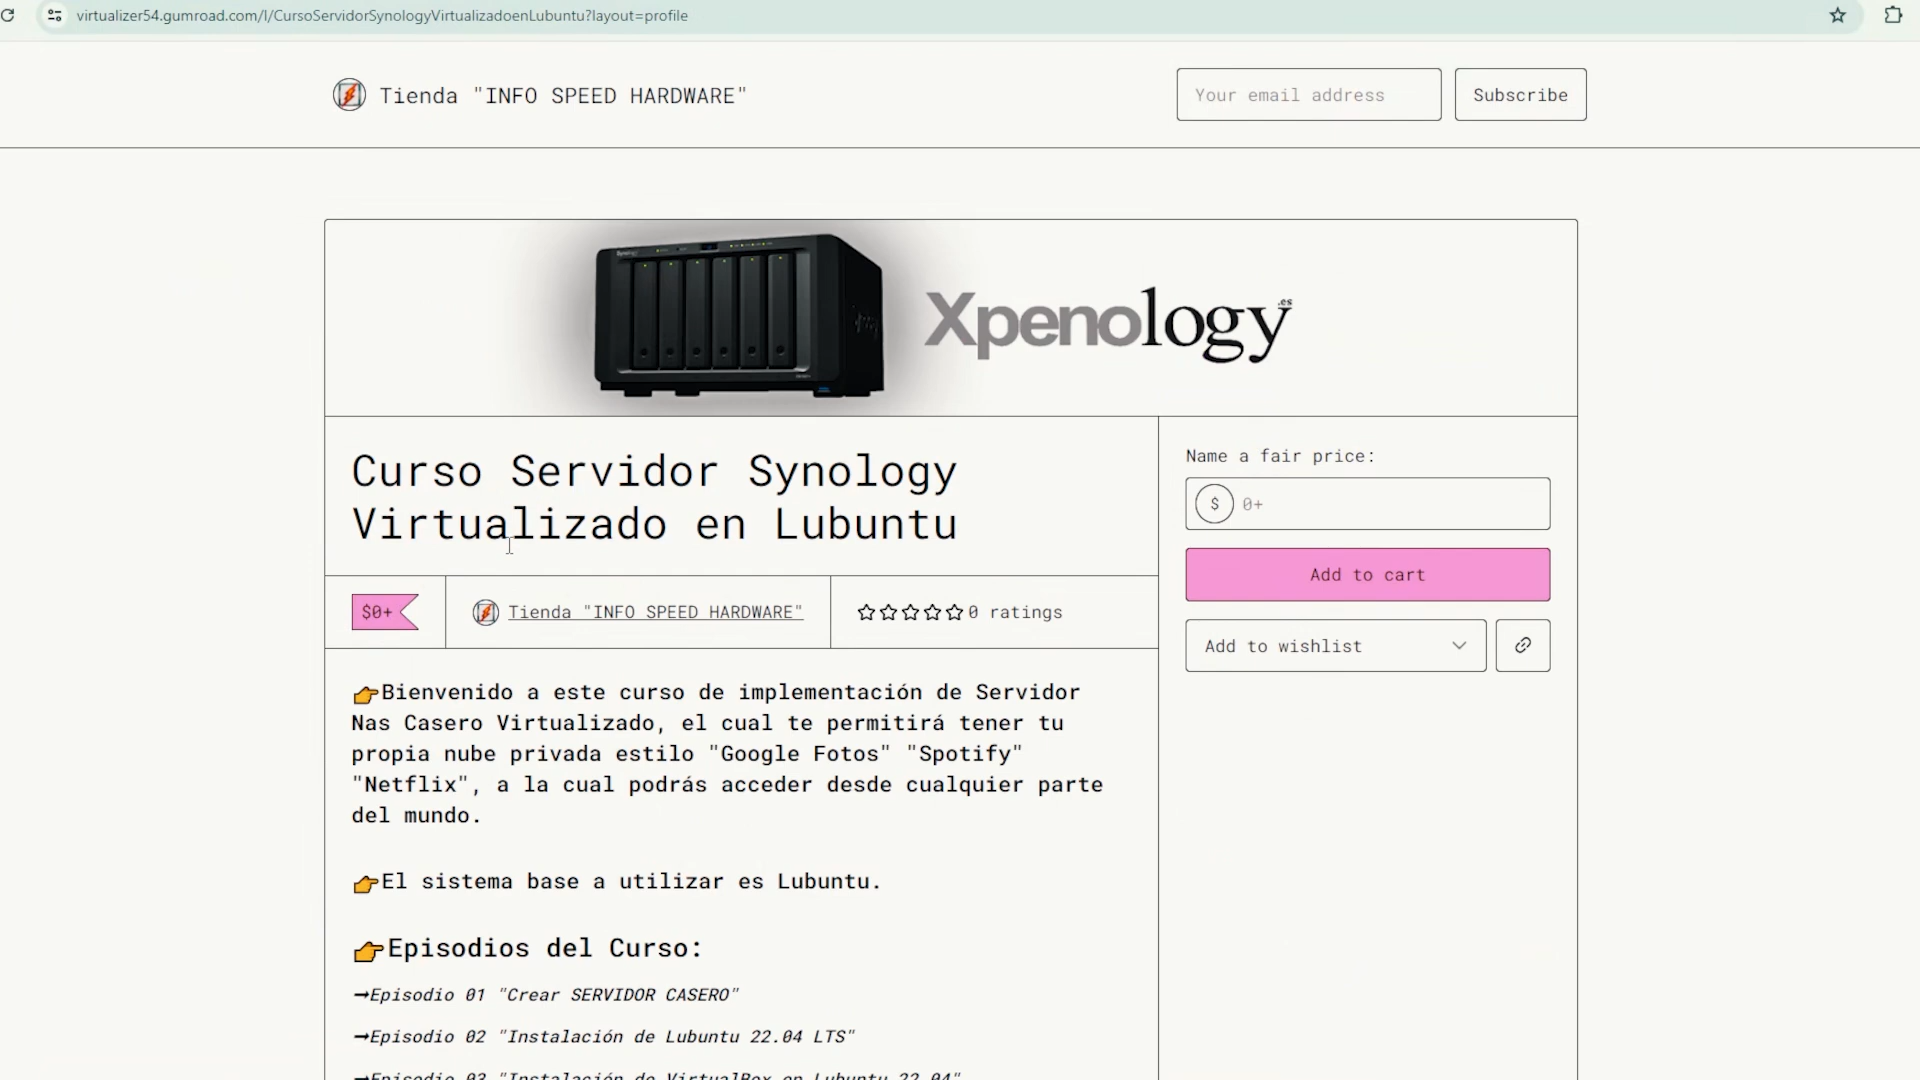 virtualizer54.gumroad.com/l/CursoServidorSynologyVirtualizadoenLubuntu?layout=profile
Tienda "INFO SPEED HARDWARE"
Your email address
Subscribe
Synology
Xpenology
.es
Curso Servidor Synology
Virtualizado en Lubuntu
Name a fair price:
$ 0+
Add to cart
$0+
Tienda "INFO SPEED HARDWARE"
0 ratings
Add to wishlist
👉Bienvenido a este curso de implementación de Servidor
Nas Casero Virtualizado, el cual te permitirá tener tu
propia nube privada estilo "Google Fotos" "Spotify"
"Netflix", a la cual podrás acceder desde cualquier parte
del mundo.
👉El sistema base a utilizar es Lubuntu.
👉Episodios del Curso:
→Episodio 01 "Crear SERVIDOR CASERO"
→Episodio 02 "Instalación de Lubuntu 22.04 LTS"
→Episodio 03 "Instalación de VirtualBox en Lubuntu 22.04"